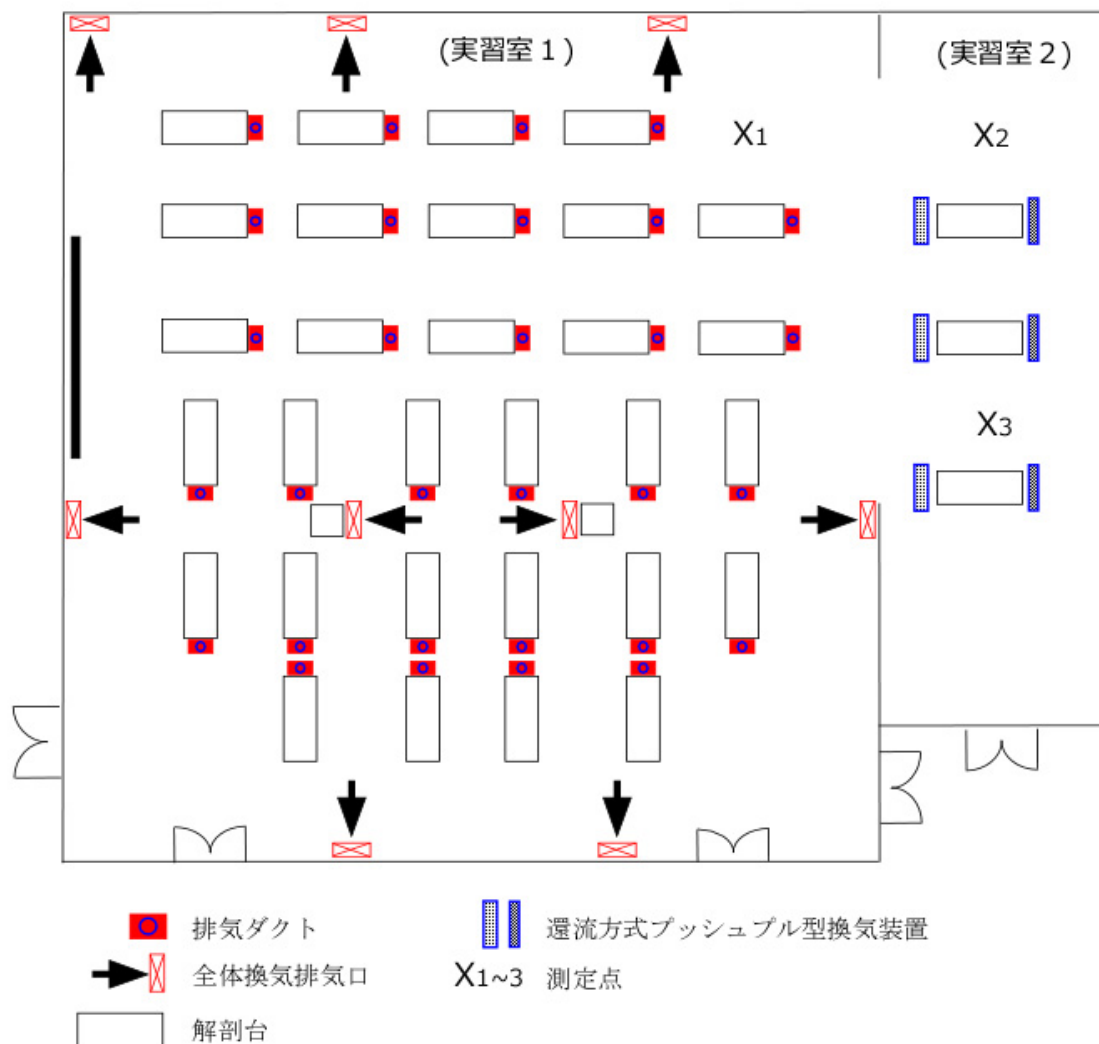 (実習室１)
(実習室２)
X1
X2
X3
排気ダクト
還流方式プッシュプル型換気装置
全体換気排気口
X1~3 測定点
解剖台